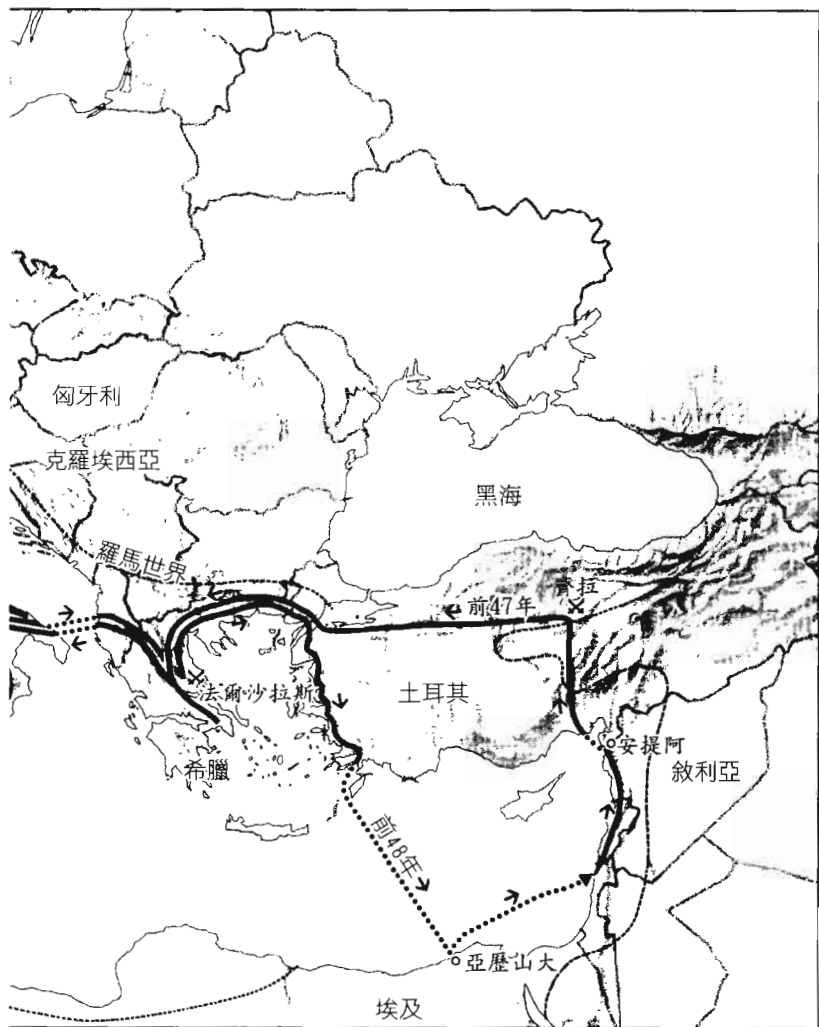 匈牙利
克羅埃西亞
黑海
羅馬世界
齊拉
前47年
法爾沙拉斯
土耳其
安提阿
希臘
敘利亞
前48年
亞歷山大
埃及